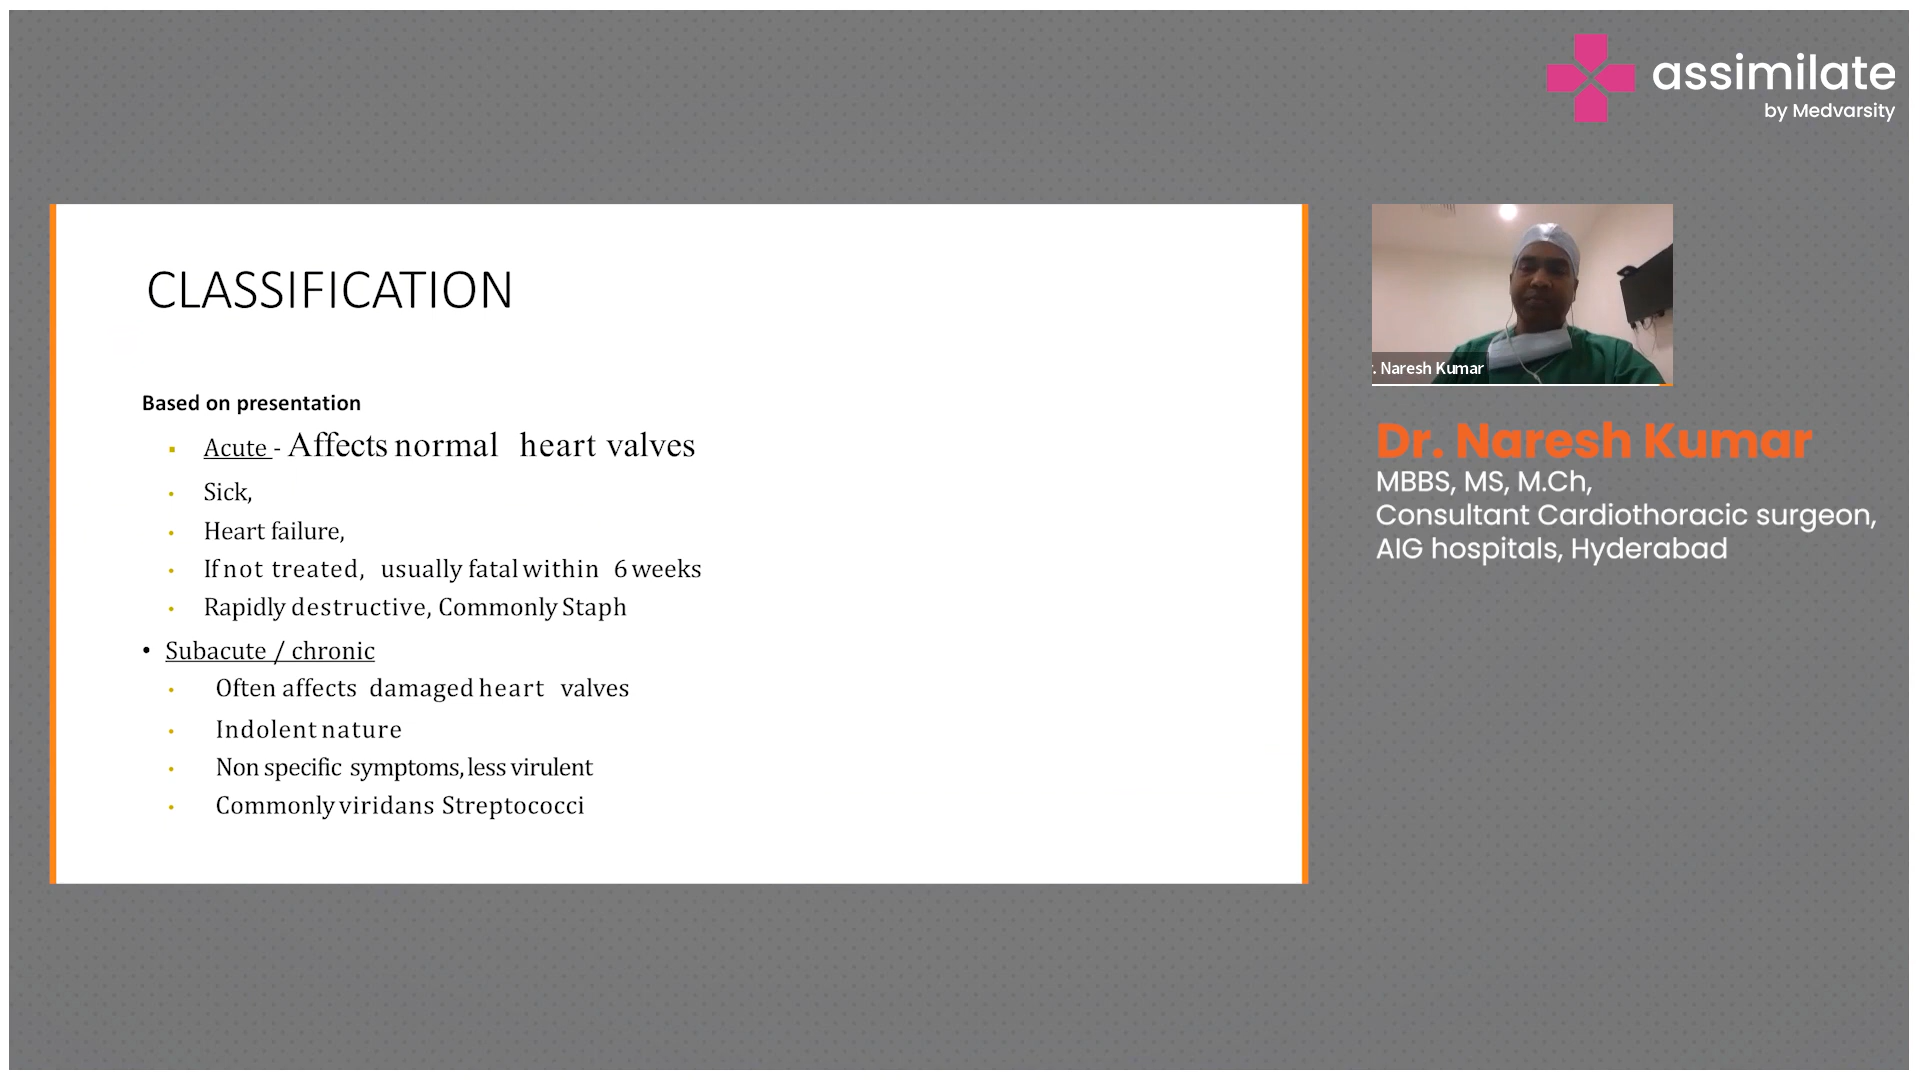 assimilate
by Medvarsity
CLASSIFICATION
Based on presentation
Acute - Affects normal heart valves
Sick,
Heart failure,
If not treated, usually fatal within 6 weeks
Rapidly destructive, Commonly Staph
• Subacute / chronic
Often affects damaged heart valves
Indolent nature
Non specific symptoms, less virulent
Commonly viridans Streptococci
. Naresh Kumar
Dr. Naresh Kumar
MBBS, MS, M.Ch,
Consultant Cardiothoracic surgeon,
AIG hospitals, Hyderabad